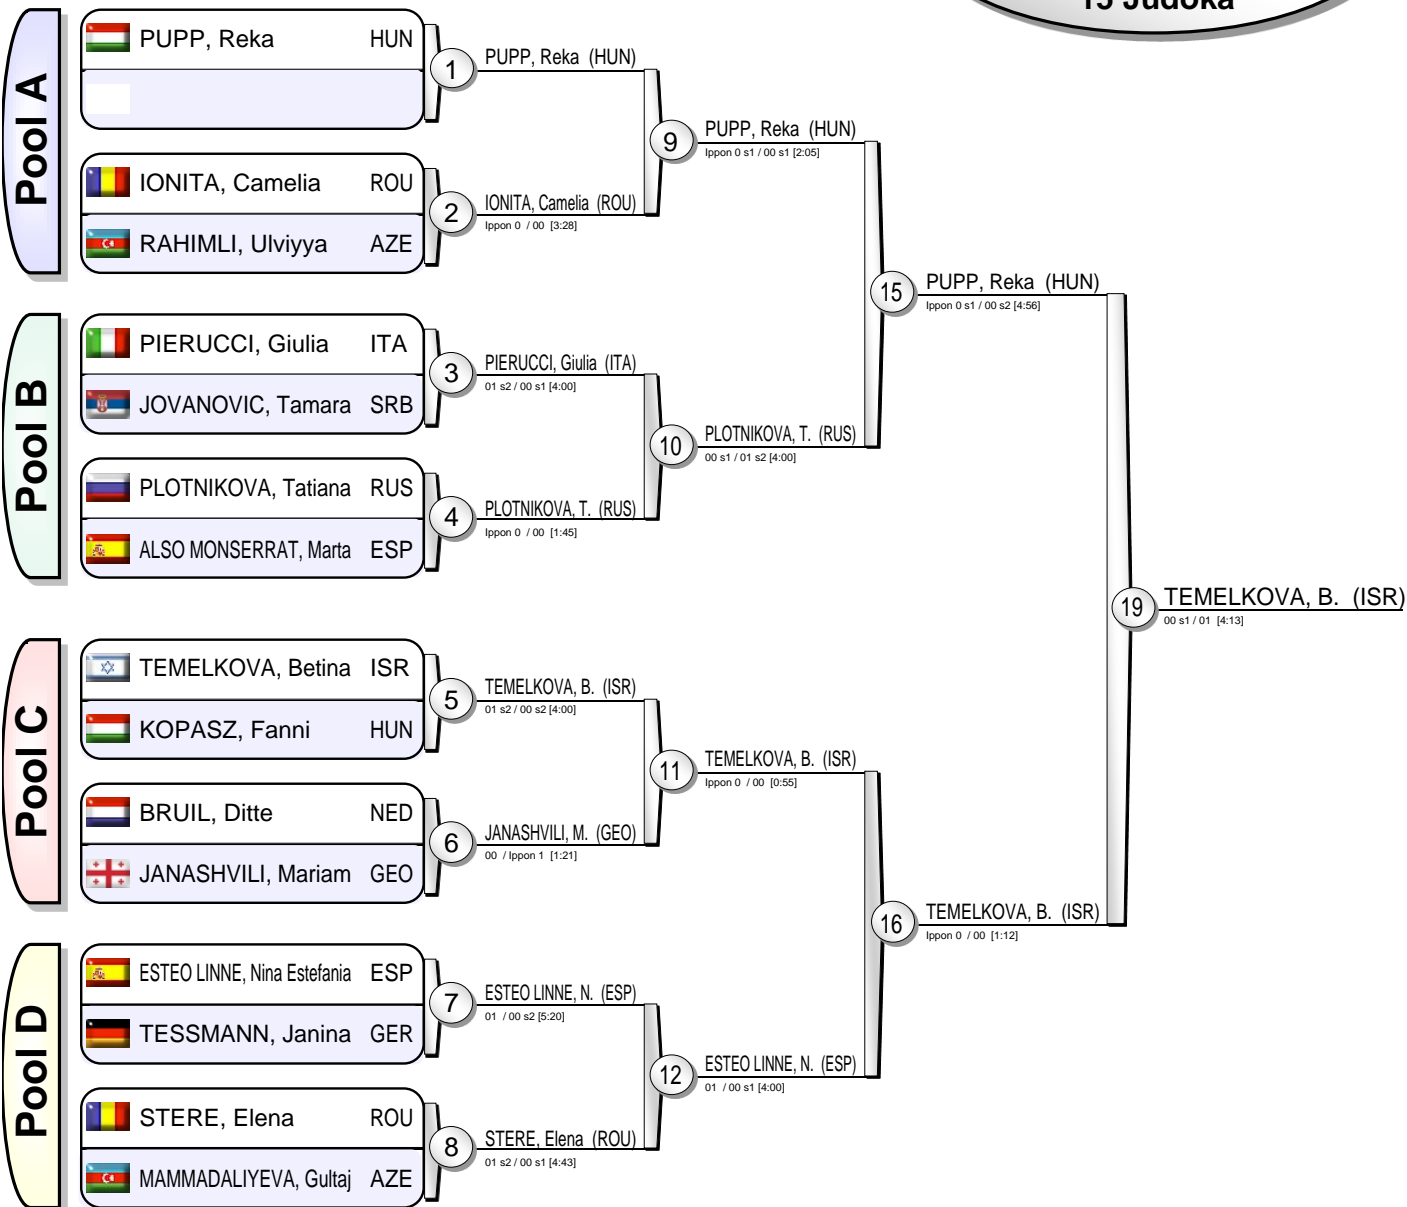 15 Judoka
Pool A
PUPP, Reka HUN
IONITA, Camelia ROU
RAHIMLI, Ulviyya AZE
Pool B
PIERUCCI, Giulia ITA
JOVANOVIC, Tamara SRB
PLOTNIKOVA, Tatiana RUS
ALSO MONSERRAT, Marta ESP
Pool C
TEMELKOVA, Betina ISR
KOPASZ, Fanni HUN
BRUIL, Ditte NED
JANASHVILI, Mariam GEO
Pool D
ESTEO LINNE, Nina Estefania ESP
TESSMANN, Janina GER
STERE, Elena ROU
MAMMADALIYEVA, Gultaj AZE
1 PUPP, Reka (HUN)
2 IONITA, Camelia (ROU)
Ippon 0 / 00 [3:28]
3 PIERUCCI, Giulia (ITA)
01 s2 / 00 s1 [4:00]
4 PLOTNIKOVA, T. (RUS)
Ippon 0 / 00 [1:45]
5 TEMELKOVA, B. (ISR)
01 s2 / 00 s2 [4:00]
6 JANASHVILI, M. (GEO)
00 / Ippon 1 [1:21]
7 ESTEO LINNE, N. (ESP)
01 / 00 s2 [5:20]
8 STERE, Elena (ROU)
01 s2 / 00 s1 [4:43]
9 PUPP, Reka (HUN)
Ippon 0 s1 / 00 s1 [2:05]
10 PLOTNIKOVA, T. (RUS)
00 s1 / 01 s2 [4:00]
11 TEMELKOVA, B. (ISR)
Ippon 0 / 00 [0:55]
12 ESTEO LINNE, N. (ESP)
01 / 00 s1 [4:00]
15 PUPP, Reka (HUN)
Ippon 0 s1 / 00 s2 [4:56]
16 TEMELKOVA, B. (ISR)
Ippon 0 / 00 [1:12]
19 TEMELKOVA, B. (ISR)
00 s1 / 01 [4:13]